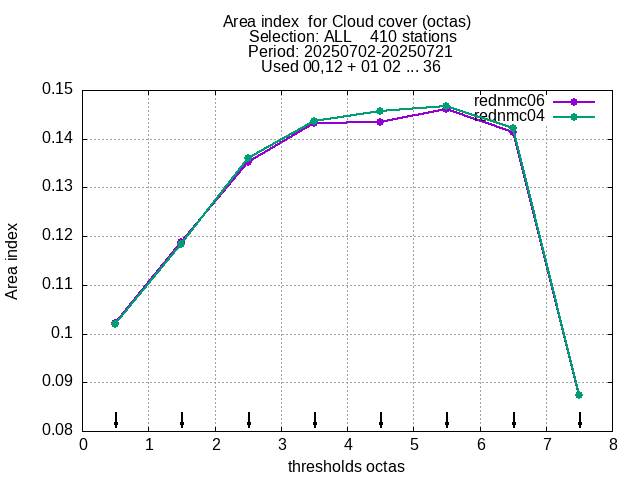 Area index  for Cloud cover (octas)
Selection: ALL    410 stations
Period: 20250702-20250721
Used 00,12 + 01 02 ... 36
rednmc06
rednmc04
0.15
0.14
0.13
0.12
0.11
0.1
0.09
0.08
Area index
0 1 2 3 4 5 6 7 8
thresholds octas